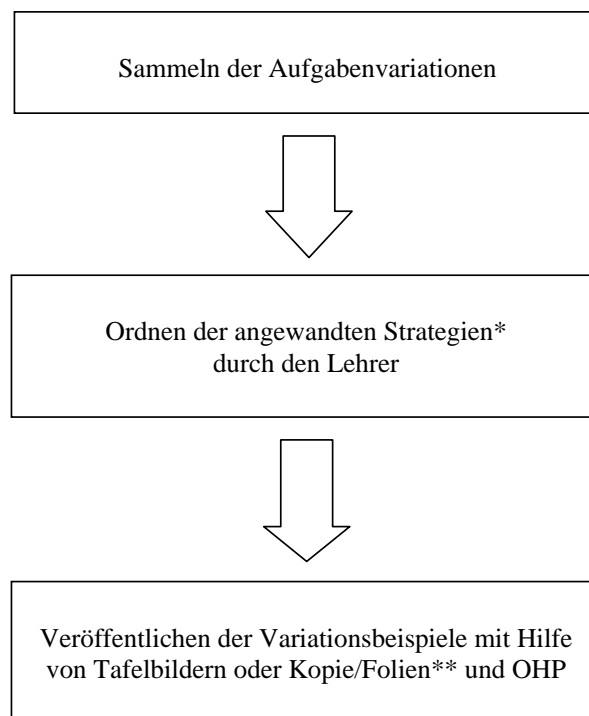 Sammeln der Aufgabenvariationen
Ordnen der angewandten Strategien*
durch den Lehrer
Veröffentlichen der Variationsbeispiele mit Hilfe
von Tafelbildern oder Kopie/Folien** und OHP